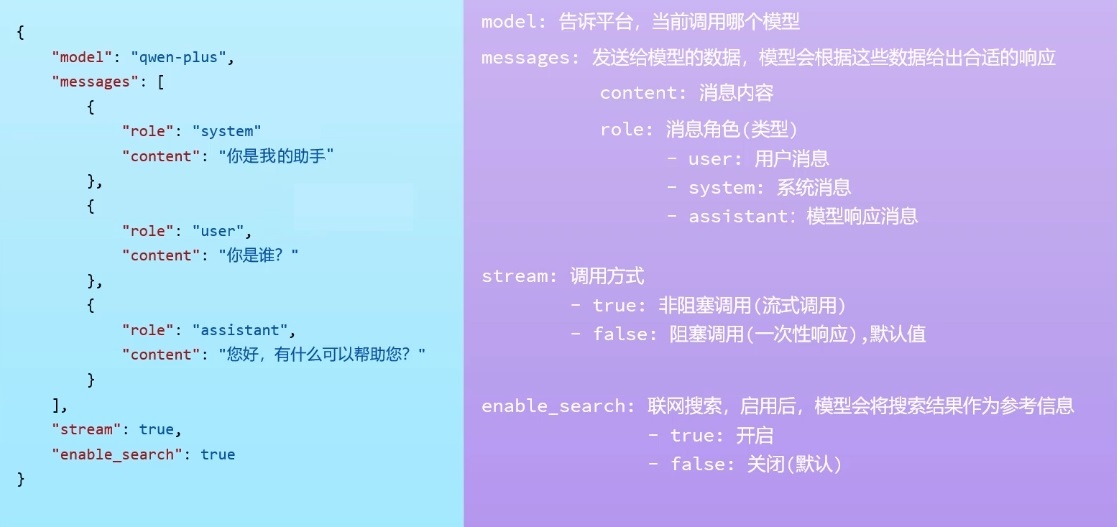 {
"model": "qwen-plus",
"messages": [
{
"role": "system"
"content": "你是我的助手"
},
{
"role": "user",
"content": "你是谁？"
},
{
"role": "assistant",
"content": "您好，有什么可以帮助您？"
}
],
"stream": true,
"enable_search": true
}
model: 告诉平台，当前调用哪个模型
messages: 发送给模型的数据，模型会根据这些数据给出合适的响应
content: 消息内容
role: 消息角色(类型)
- user: 用户消息
- system: 系统消息
- assistant: 模型响应消息
stream: 调用方式
- true: 非阻塞调用(流式调用)
- false: 阻塞调用(一次性响应),默认值
enable_search: 联网搜索，启用后，模型会将搜索结果作为参考信息
- true: 开启
- false: 关闭(默认)